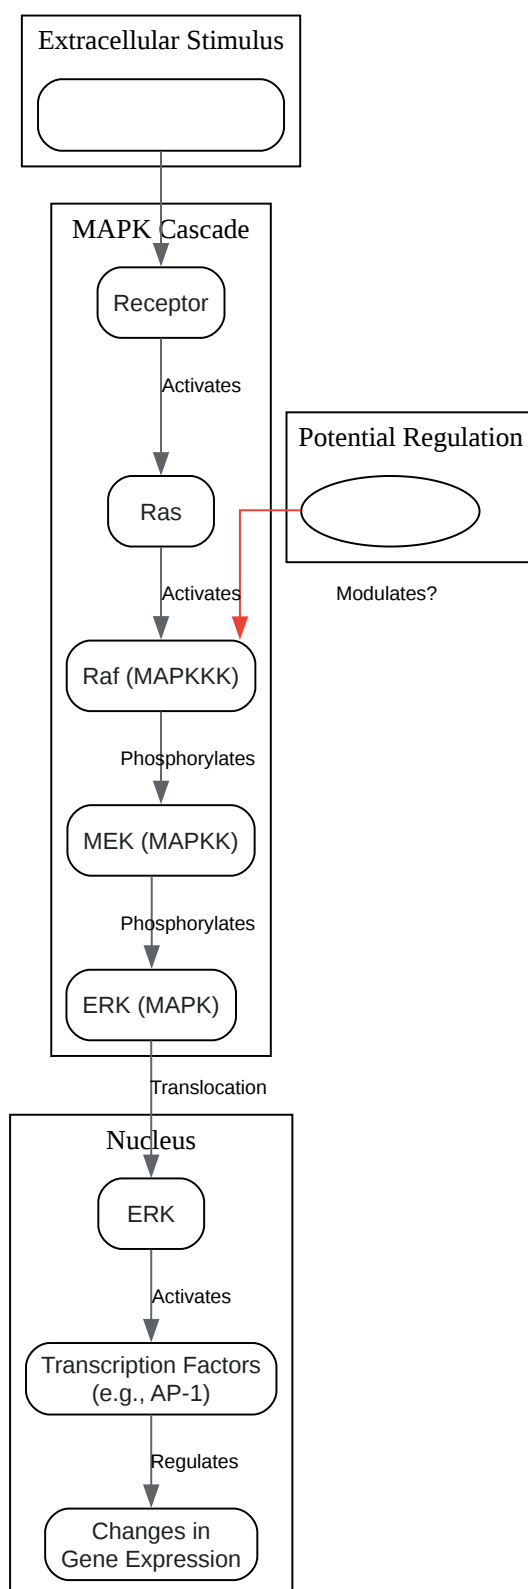 Extracellular Stimulus
MAPK Cascade
Receptor
Activates
Potential Regulation
Ras
Activates
Modulates?
Raf (MAPKKK)
Phosphorylates
MEK (MAPKK)
Phosphorylates
ERK (MAPK)
Translocation
Nucleus
ERK
Activates
Transcription Factors
(e.g., AP-1)
Regulates
Changes in
Gene Expression